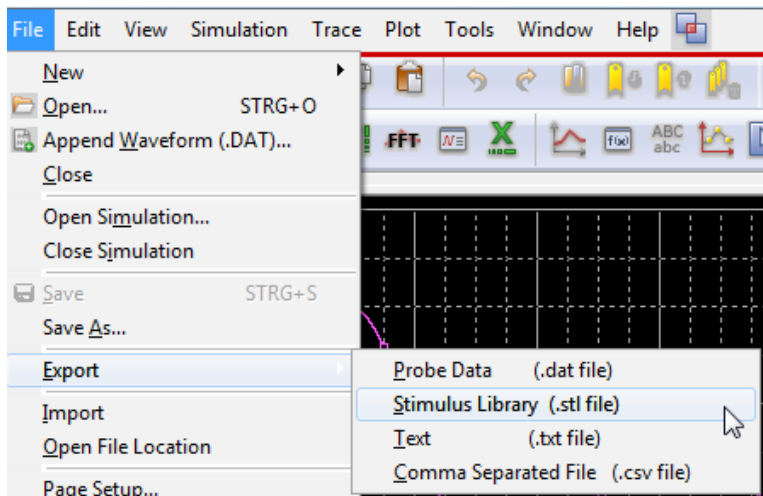 File Edit View Simulation Trace Plot Tools Window Help
New
Open... STRG+O
Append Waveform (.DAT)...
Close
Open Simulation...
Close Simulation
Save STRG+S
Save As...
Export
Import
Open File Location
Page Setup...
FFT
N=
f(x)
ABC
abc
Probe Data (.dat file)
Stimulus Library (.stl file)
Text (.txt file)
Comma Separated File (.csv file)